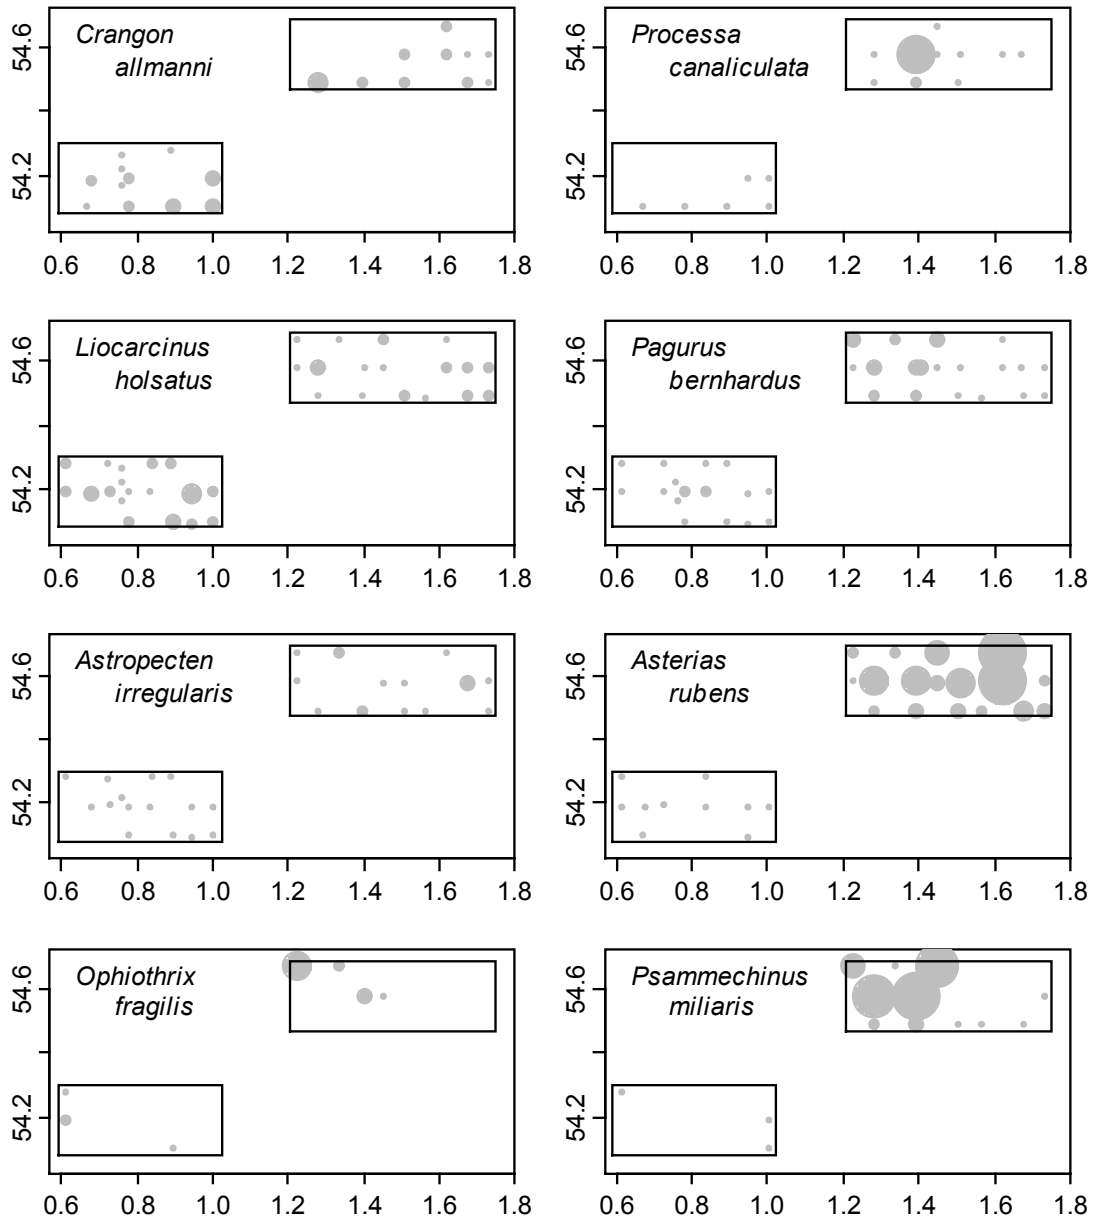 54.6
54.2
Crangon
allmanni
0.6 0.8 1.0 1.2 1.4 1.6 1.8
54.6
54.2
Processa
canaliculata
0.6 0.8 1.0 1.2 1.4 1.6 1.8
54.6
54.2
Liocarcinus
holsatus
0.6 0.8 1.0 1.2 1.4 1.6 1.8
54.6
54.2
Pagurus
bernhardus
0.6 0.8 1.0 1.2 1.4 1.6 1.8
54.6
54.2
Astropecten
irregularis
0.6 0.8 1.0 1.2 1.4 1.6 1.8
54.6
54.2
Asterias
rubens
0.6 0.8 1.0 1.2 1.4 1.6 1.8
54.6
54.2
Ophiothrix
fragilis
0.6 0.8 1.0 1.2 1.4 1.6 1.8
54.6
54.2
Psammechinus
miliaris
0.6 0.8 1.0 1.2 1.4 1.6 1.8